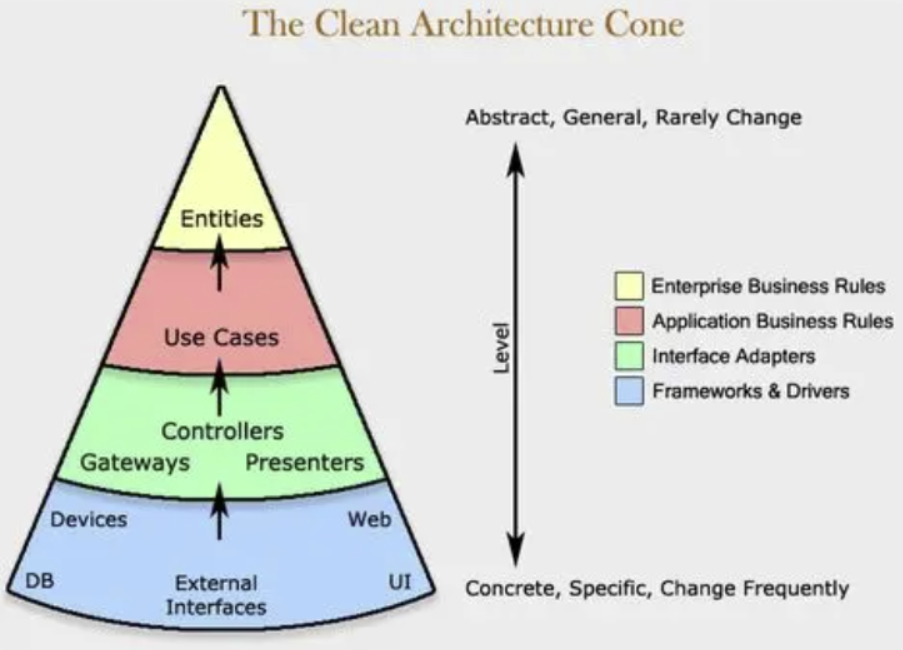 The Clean Architecture Cone
Abstract, General, Rarely Change
Entities
Use Cases
Controllers
Gateways Presenters
Devices Web
DB External UI
Interfaces
Level
Enterprise Business Rules
Application Business Rules
Interface Adapters
Frameworks & Drivers
Concrete, Specific, Change Frequently